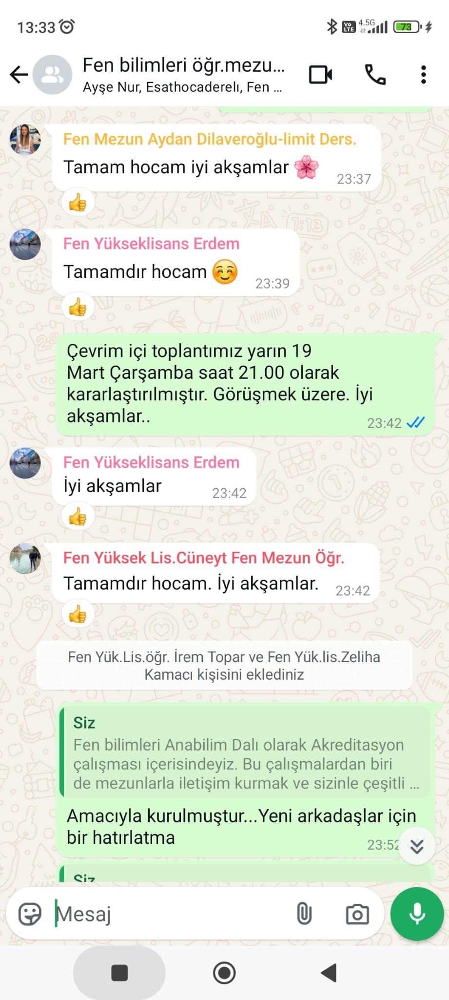 13:33
Vo LTE 4.5G 73
Fen bilimleri öğr.mezu...
Ayşe Nur, Esathocaderelı, Fen ...
Fen Mezun Aydan Dilaveroğlu-limit Ders.
Tamam hocam iyi akşamlar 🌸
23:37
👍
Fen Yükseklisans Erdem
Tamamdır hocam ☺️
23:39
👍
Çevrim içi toplantımız yarın 19
Mart Çarşamba saat 21.00 olarak
kararlaştırılmıştır. Görüşmek üzere. İyi
akşamlar..
23:42
Fen Yükseklisans Erdem
İyi akşamlar
23:42
👍
Fen Yüksek Lis.Cüneyt Fen Mezun Öğr.
Tamamdır hocam. İyi akşamlar.
23:42
👍
Fen Yük.Lis.öğr. İrem Topar ve Fen Yük.lis.Zeliha
Kamacı kişisini eklediniz
Siz
Fen bilimleri Anabilim Dalı olarak Akreditasyon
çalışması içerisindeyiz. Bu çalışmalardan biri
de mezunlarla iletişim kurmak ve sizinle çeşitli ...
Amacıyla kurulmuştur...Yeni arkadaşlar için
bir hatırlatma
23:52
Siz
Mesaj